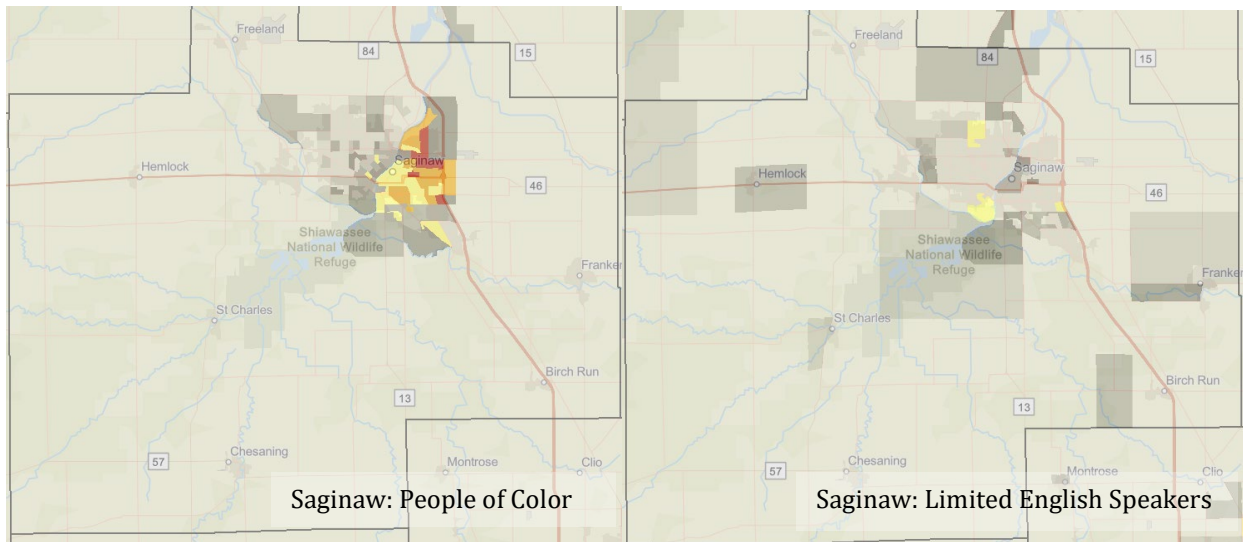 Freeland
84
15
Hemlock
Saginaw
46
Shiawassee
National Wildlife
Refuge
Franken
St Charles
Birch Run
13
57
Chesaning
Montrose
Clio
Saginaw: People of Color
Freeland
84
15
Hemlock
Saginaw
46
Shiawassee
National Wildlife
Refuge
Franken
St Charles
Birch Run
13
57
Chesaning
Montrose
Clio
Saginaw: Limited English Speakers